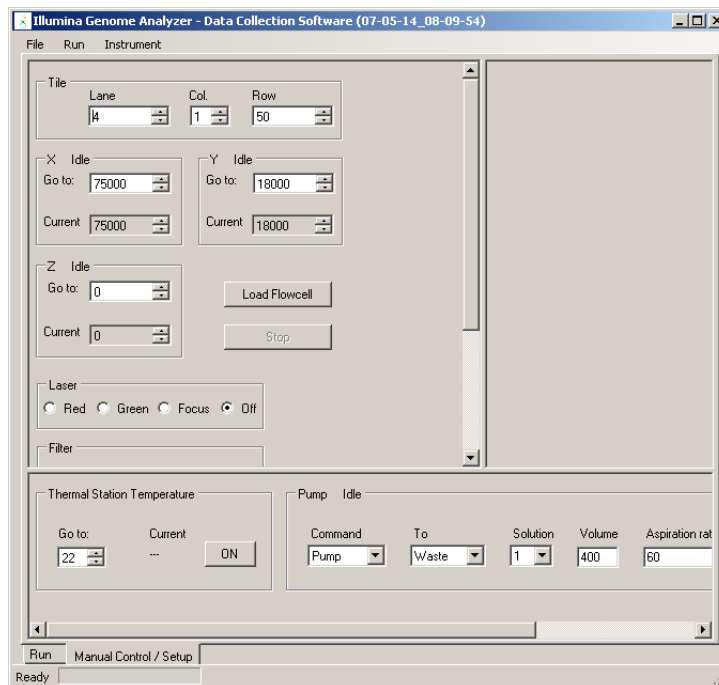 Illumina Genome Analyzer - Data Collection Software (07-05-14_08-09-54)
File Run Instrument
Tile
Lane Col. Row
4 1 50
X Idle Y Idle
Go to: 75000 Go to: 18000
Current 75000 Current 18000
Z Idle
Go to: 0 Load Flowcell
Current 0 Stop
Laser
Red Green Focus Off
Filter
Thermal Station Temperature Pump Idle
Go to: Current Command To Solution Volume Aspiration rat
22 --- ON Pump Waste 1 400 60
Run Manual Control / Setup
Ready